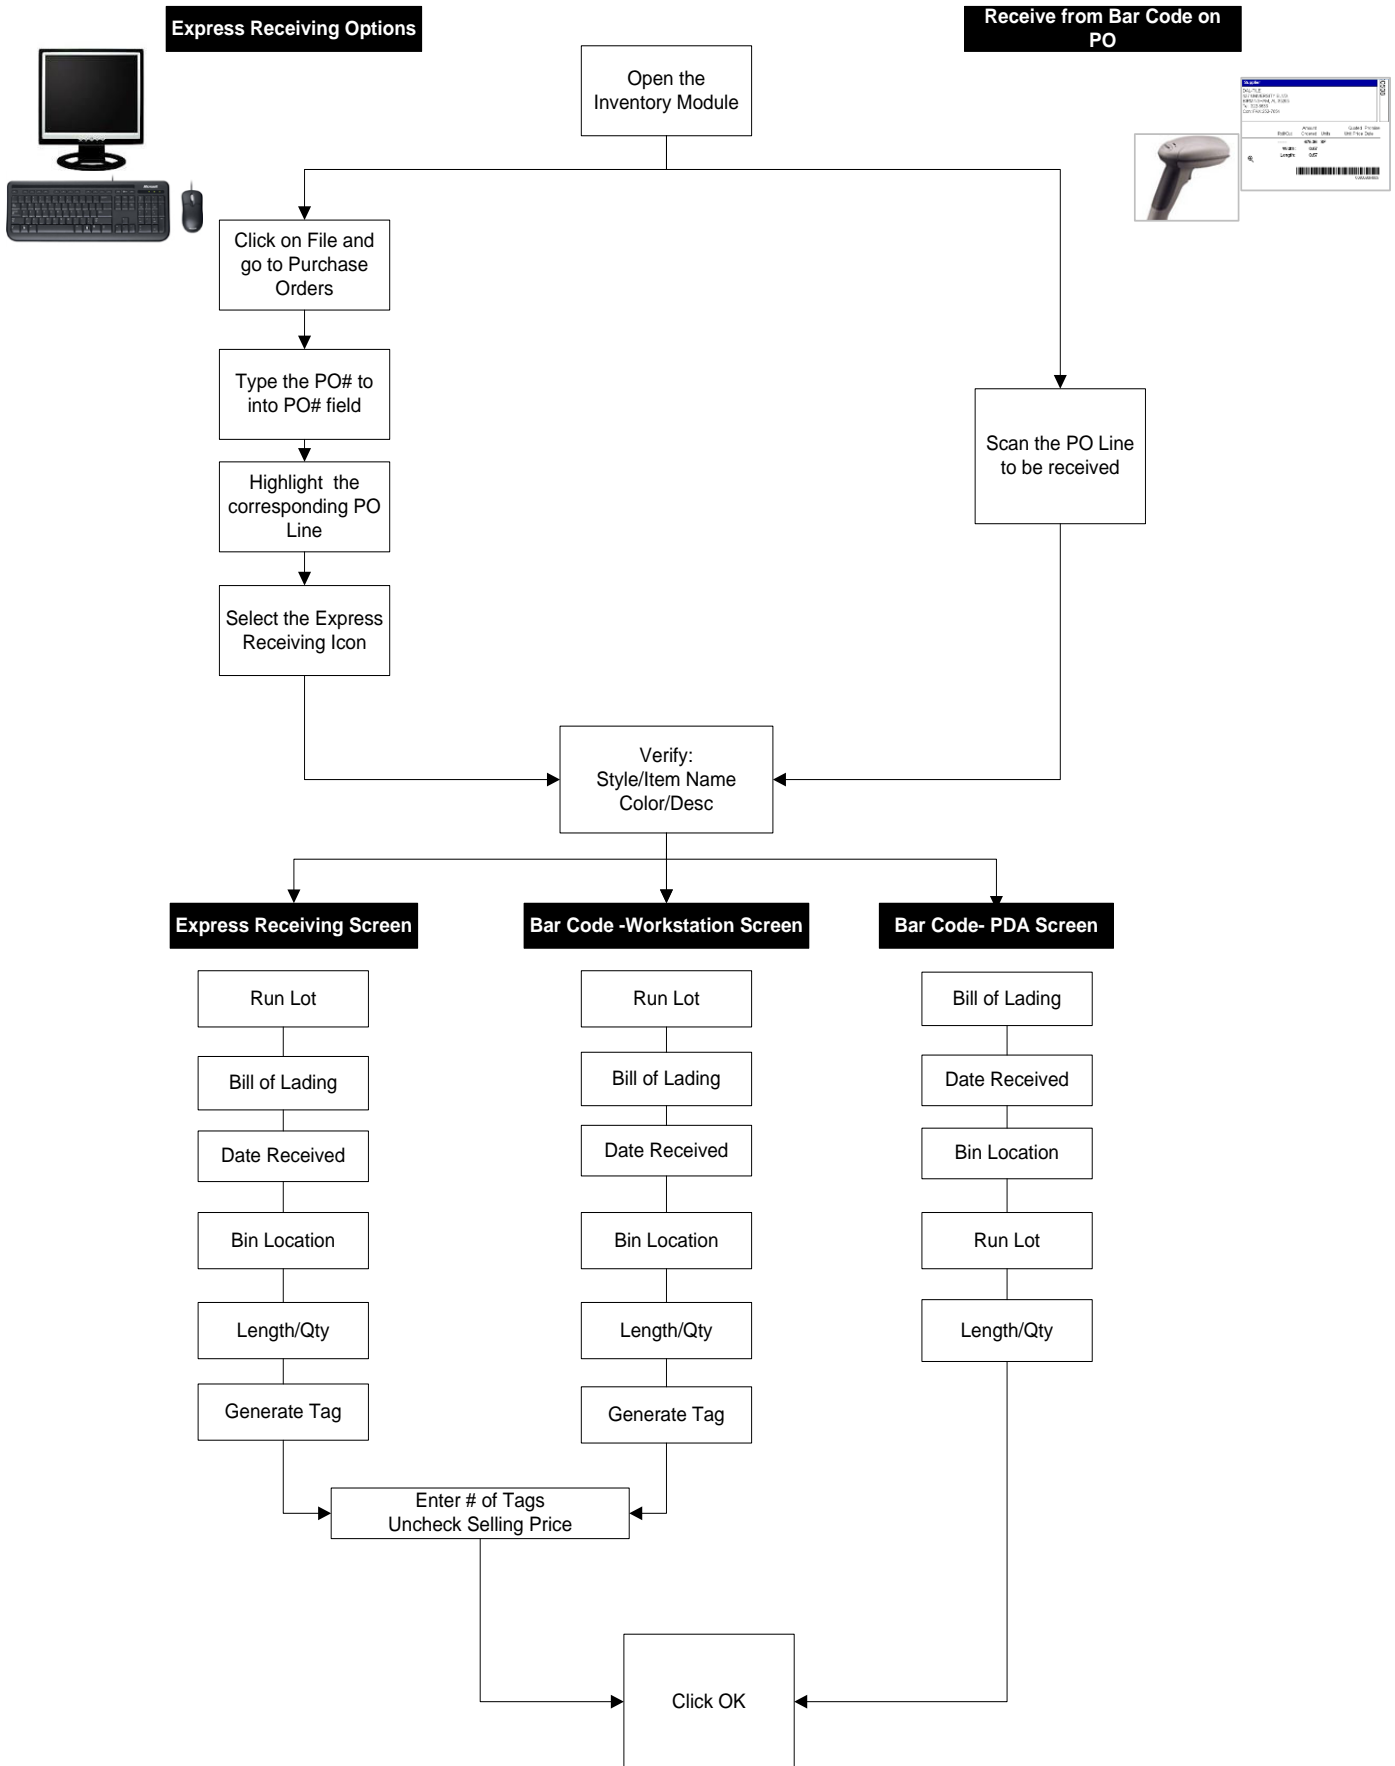 Express Receiving Options
Receive from Bar Code on
PO
Open the
Inventory Module
Supplier
Microsoft
Click on File and
go to Purchase
Orders
Type the PO# to
into PO# field
Highlight the
corresponding PO
Line
Select the Express
Receiving Icon
Scan the PO Line
to be received
Verify:
Style/Item Name
Color/Desc
Express Receiving Screen
Bar Code -Workstation Screen
Bar Code- PDA Screen
Run Lot
Bill of Lading
Date Received
Bin Location
Length/Qty
Generate Tag
Run Lot
Bill of Lading
Date Received
Bin Location
Length/Qty
Generate Tag
Bill of Lading
Date Received
Bin Location
Run Lot
Length/Qty
Enter # of Tags
Uncheck Selling Price
Click OK